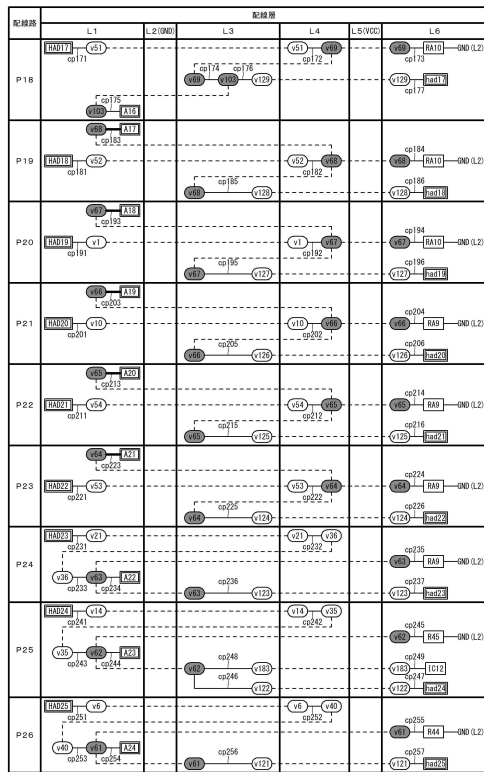 配線路 配線層
L1 L2(GND) L3 L4 L5(VCC) L6
P18
HAD17 v51 v51 v69 v69 RA10 GND(L2)
cp171 cp174 cp176 cp172 cp173
v69 v103 v129 v129 had17
cp175 cp177
v103 A16
P19
v68 A17
cp183 cp184
HAD18 v52 v52 v68 v68 RA10 GND(L2)
cp181 cp185 cp182 cp186
v68 v128 v128 had18
P20
v67 A18
cp193 cp194
HAD19 v1 v1 v67 v67 RA10 GND(L2)
cp191 cp195 cp192 cp196
v67 v127 v127 had19
P21
v66 A19
cp203 cp204
HAD20 v10 v10 v66 v66 RA9 GND(L2)
cp201 cp205 cp202 cp206
v66 v126 v126 had20
P22
v65 A20
cp213 cp214
HAD21 v54 v54 v65 v65 RA9 GND(L2)
cp211 cp215 cp212 cp216
v65 v125 v125 had21
P23
v64 A21
cp223 cp224
HAD22 v53 v53 v64 v64 RA9 GND(L2)
cp221 cp225 cp222 cp226
v64 v124 v124 had22
P24
HAD23 v21 v21 v36
cp231 cp232 cp235
v63 RA9 GND(L2)
v36 v63 A22 cp236 cp237
cp233 cp234 v63 v123 v123 had23
P25
HAD24 v14 v14 v35
cp241 cp242 cp245
v62 R45 GND(L2)
v35 v62 A23 cp248 cp249
cp243 cp244 v62 v183 v183 IC12
cp246 cp247
v122 v122 had24
P26
HAD25 v6 v6 v40
cp251 cp252 cp255
v61 R44 GND(L2)
v40 v61 A24 cp256 cp257
cp253 cp254 v61 v121 v121 had25